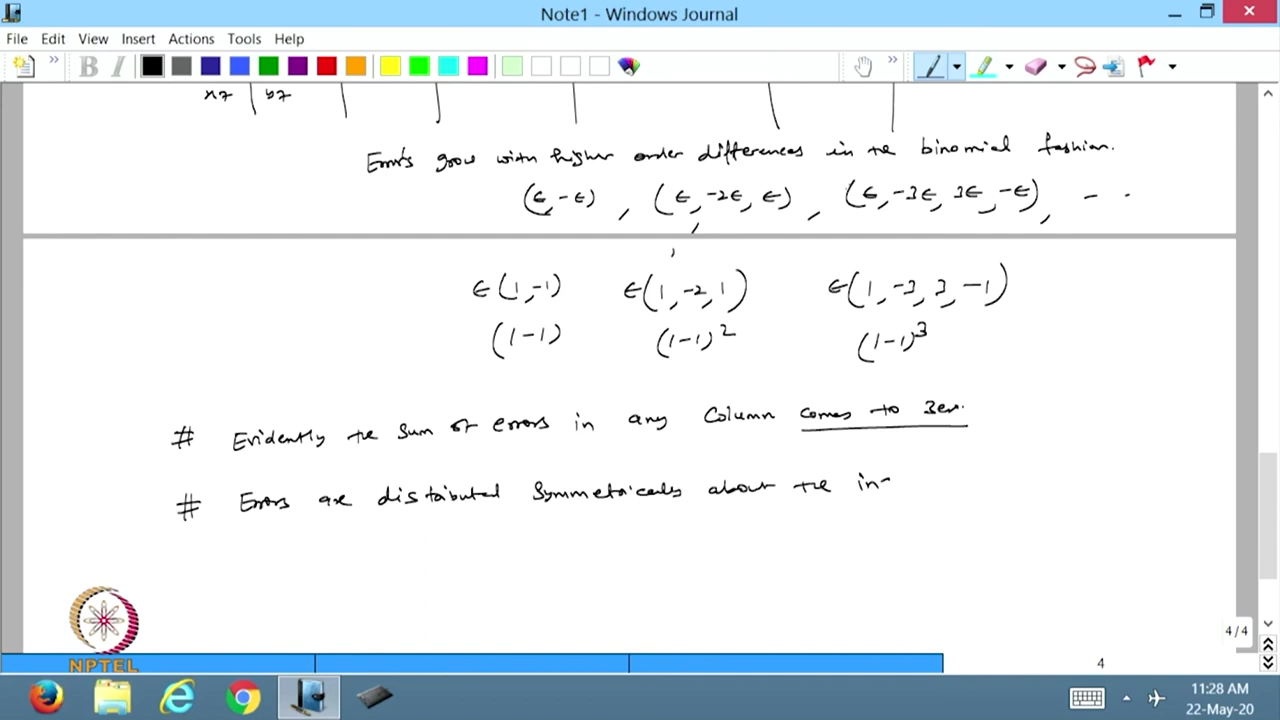 Note1 - Windows Journal
File Edit View Insert Actions Tools Help
x7 y7
Errors grow with higher order differences in the binomial fashion.
(ϵ, -ϵ) , (ϵ, -2ϵ, ϵ) , (ϵ, -3ϵ, 3ϵ, -ϵ) , - -
ϵ(1, -1) ϵ(1, -2, 1) ϵ(1, -3, 3, -1)
(1-1) (1-1)^2 (1-1)^3
# Evidently the sum of errors in any Column comes to zero.
# Errors are distributed Symmetrically about the in
4/4
NPTEL
4
11:28 AM
22-May-20